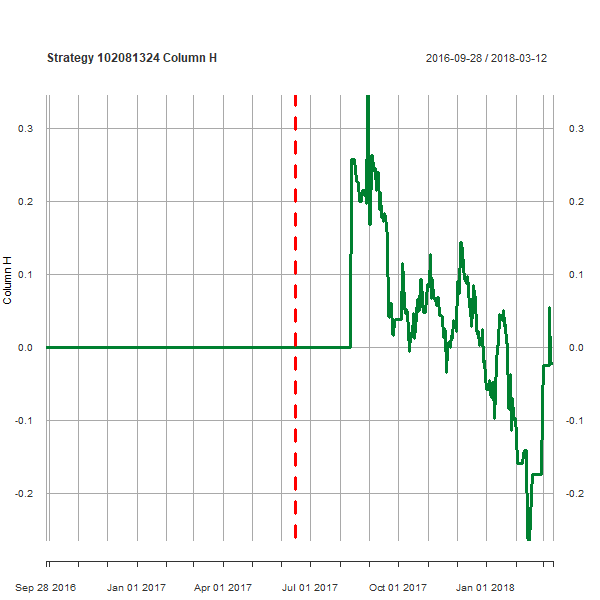 Strategy 102081324 Column H
2016-09-28 / 2018-03-12
0.3
0.3
0.2
0.2
0.1
0.1
0.0
0.0
-0.1
-0.1
-0.2
-0.2
Column H
Sep 28 2016
Jan 01 2017
Apr 01 2017
Jul 01 2017
Oct 01 2017
Jan 01 2018